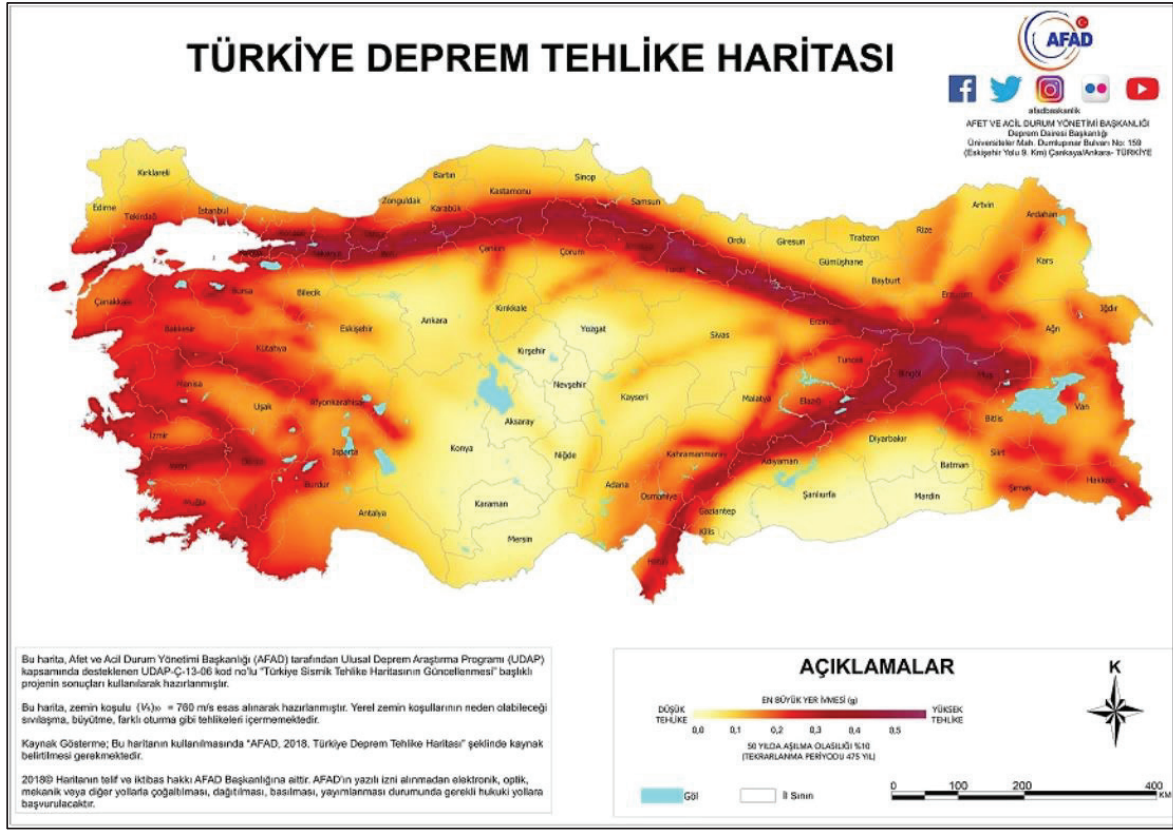 TÜRKİYE DEPREM TEHLİKE HARİTASI
AFAD
afadbaskanlik
AFET VE ACİL DURUM YÖNETİMİ BAŞKANLIĞI
Deprem Dairesi Başkanlığı
Üniversiteler Mah. Dumlupınar Bulvarı No: 159
(Eskişehir Yolu 9. Km) Çankaya/Ankara- TÜRKİYE
Kırklareli
Edirne
Tekirdağ
İstanbul
Zonguldak
Bartın
Karabük
Kastamonu
Sinop
Samsun
Ordu
Giresun
Trabzon
Gümüşhane
Rize
Artvin
Ardahan
Kars
Bayburt
Erzurum
Erzincan
Iğdır
Ağrı
Çanakkale
Balıkesir
Bursa
Bilecik
Kütahya
Eskişehir
Ankara
Çankırı
Çorum
Kırıkkale
Yozgat
Kırşehir
Sivas
Tunceli
Bingöl
Muş
Manisa
Uşak
Afyonkarahisar
Nevşehir
Kayseri
Malatya
Elazığ
Bitlis
Van
İzmir
Aksaray
Konya
Niğde
Isparta
Burdur
Muğla
Antalya
Karaman
Mersin
Adana
Osmaniye
Kahramanmaraş
Adıyaman
Gaziantep
Kilis
Hatay
Şanlıurfa
Diyarbakır
Batman
Mardin
Siirt
Şırnak
Hakkari
Bu harita, Afet ve Acil Durum Yönetimi Başkanlığı (AFAD) tarafından Ulusal Deprem Araştırma Programı (UDAP)
kapsamında desteklenen UDAP-Ç-13-06 kod no'lu "Türkiye Sismik Tehlike Haritasının Güncellenmesi" başlıklı
projenin sonuçları kullanılarak hazırlanmıştır.
Bu harita, zemin koşulu (Vs)30 = 760 m/s esas alınarak hazırlanmıştır. Yerel zemin koşullarının neden olabileceği
sıvılaşma, büyütme, farklı oturma gibi tehlikeleri içermemektedir.
Kaynak Gösterme; Bu haritanın kullanılmasında "AFAD, 2018. Türkiye Deprem Tehlike Haritası" şeklinde kaynak
belirtilmesi gerekmektedir.
2018© Haritanın telif ve iktibas hakkı AFAD Başkanlığına aittir. AFAD'ın yazılı izni alınmadan elektronik, optik,
mekanik veya diğer yollarla çoğaltılması, dağıtılması, basılması, yayımlanması durumunda gerekli hukuki yollara
başvurulacaktır.
AÇIKLAMALAR
EN BÜYÜK YER İVMESİ (g)
DÜŞÜK
TEHLİKE
YÜKSEK
TEHLİKE
0,0 0,1 0,2 0,3 0,4 0,5
50 YILDA AŞILMA OLASILIĞI %10
(TEKRARLANMA PERİYODU 475 YIL)
Göl
İl Sınırı
K
0 100 200 400
KM